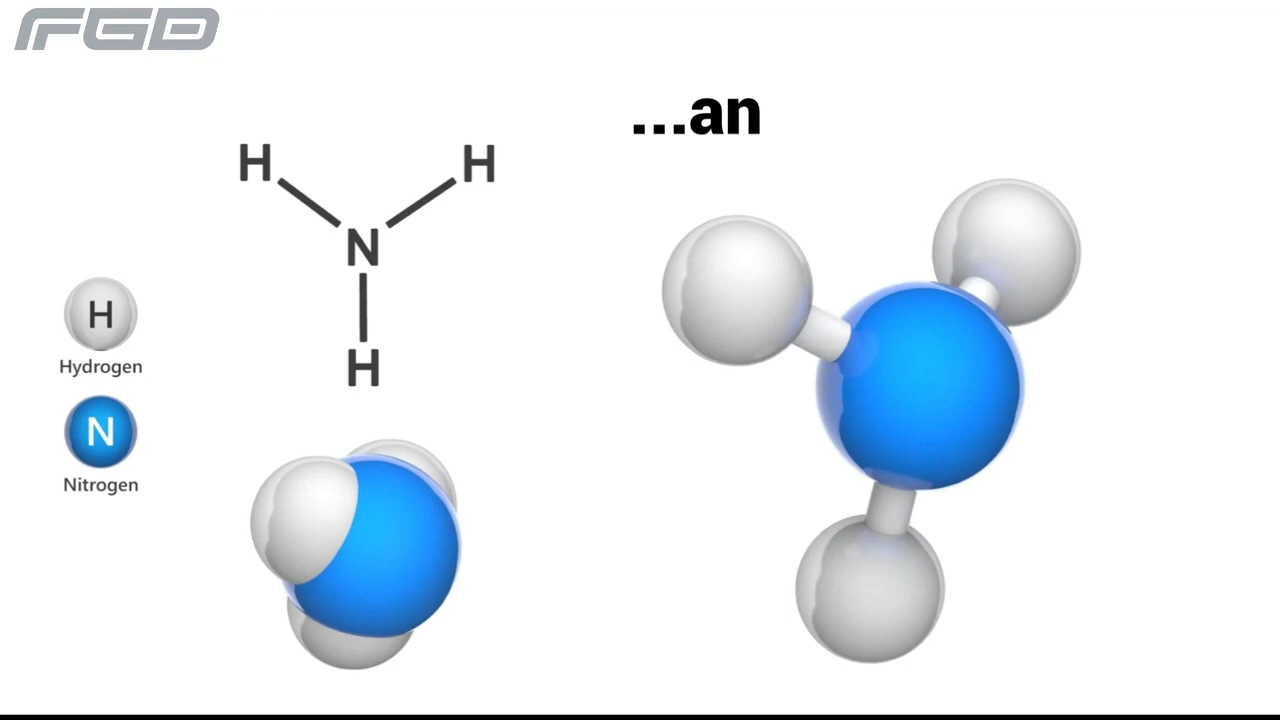 FGD
...an
H H
N
H
H
Hydrogen
N
Nitrogen